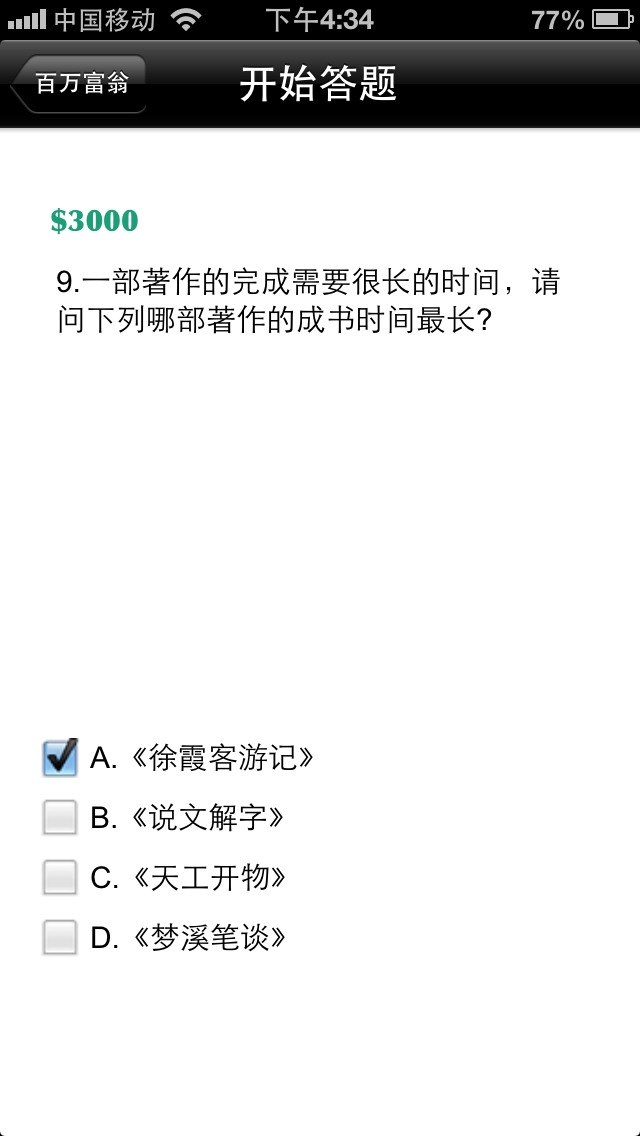 中国移动 下午4:34 77%
百万富翁 开始答题
$3000
9.一部著作的完成需要很长的时间，请
问下列哪部著作的成书时间最长?
A.《徐霞客游记》
B.《说文解字》
C.《天工开物》
D.《梦溪笔谈》